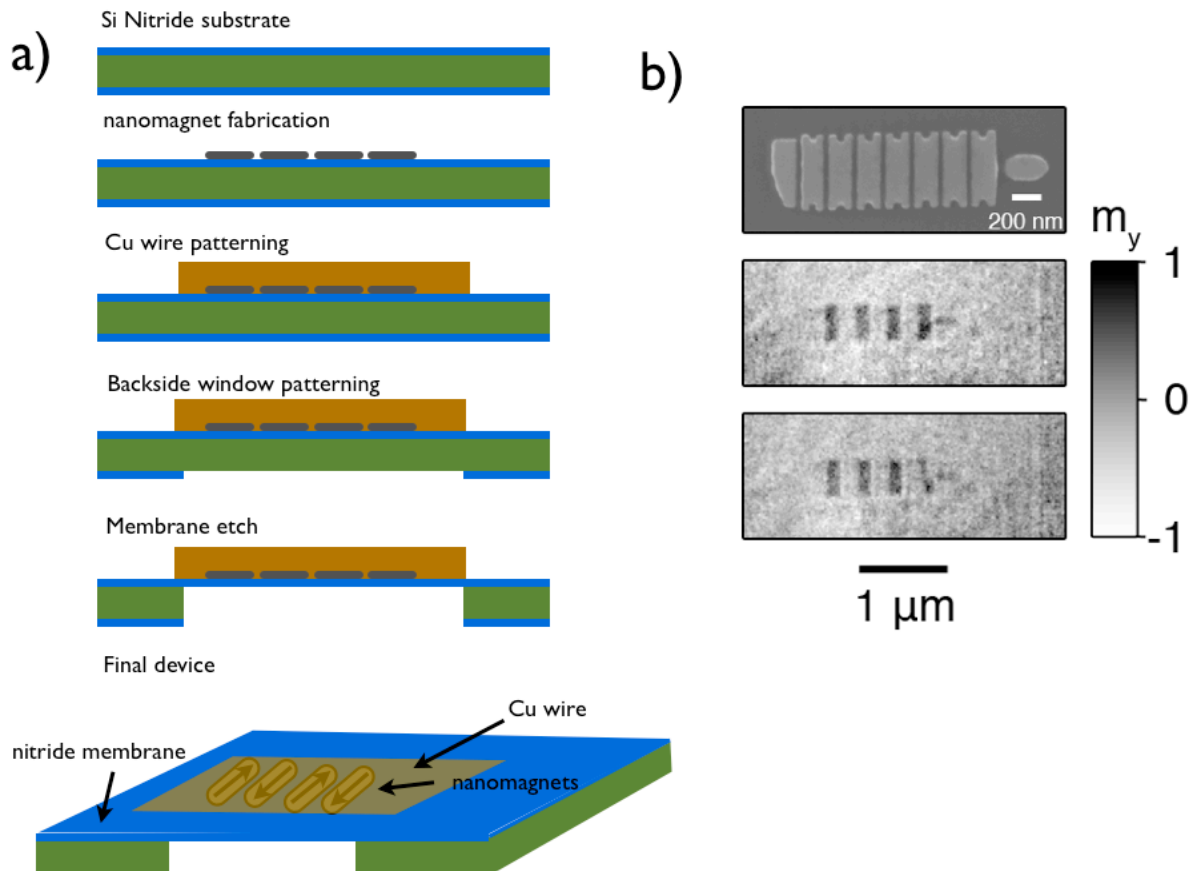 a)
Si Nitride substrate
nanomagnet fabrication
Cu wire patterning
Backside window patterning
Membrane etch
Final device
Cu wire
nitride membrane
nanomagnets
b)
200 nm
m_y
1
0
-1
1 μm